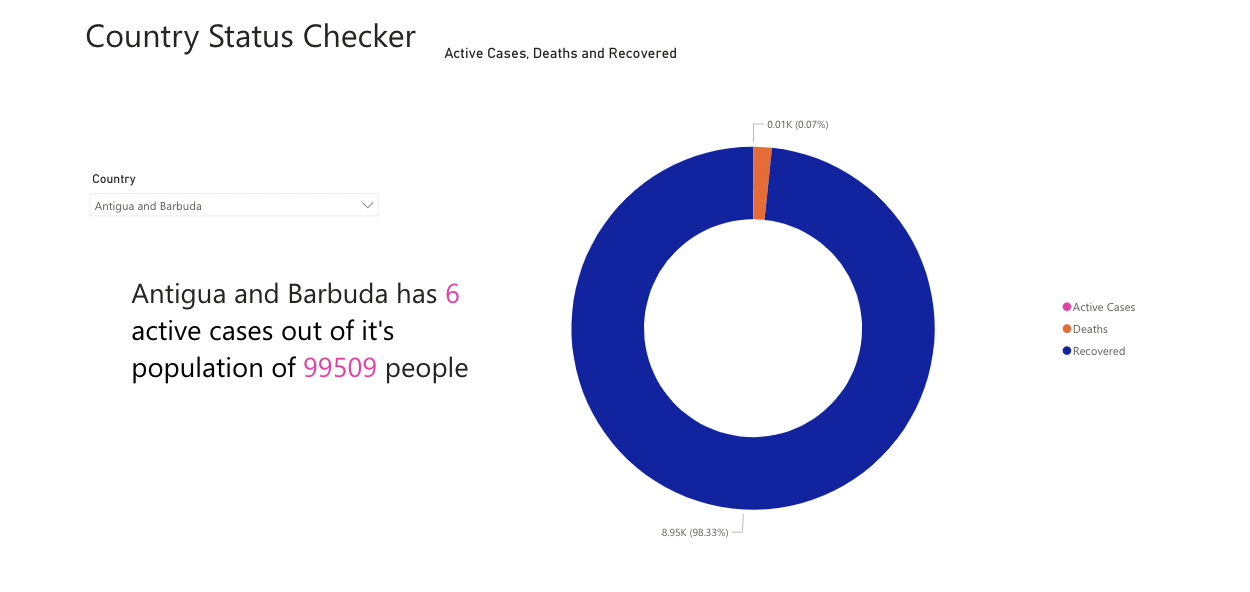 Country Status Checker
Active Cases, Deaths and Recovered
0.01K (0.07%)
Country
Antigua and Barbuda
Antigua and Barbuda has 6
active cases out of it's
population of 99509 people
Active Cases
Deaths
Recovered
8.95K (98.33%)